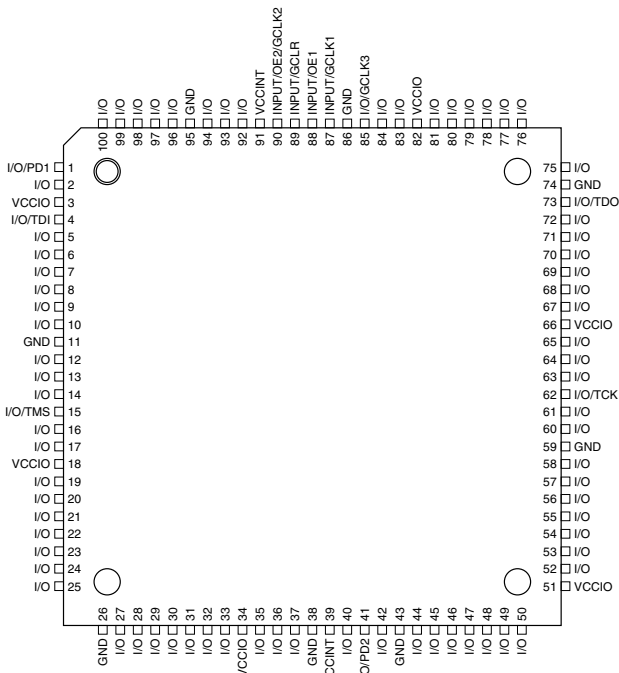 I/O I/O I/O I/O I/O GND I/O I/O I/O VCCINT INPUT/OE2/GCLK2 INPUT/GCLR INPUT/OE1 INPUT/GCLK1 GND I/O/GCLK3 I/O I/O VCCIO I/O I/O I/O I/O I/O I/O
100 99 98 97 96 95 94 93 92 91 90 89 88 87 86 85 84 83 82 81 80 79 78 77 76
I/O/PD1 1
I/O 2
VCCIO 3
I/O/TDI 4
I/O 5
I/O 6
I/O 7
I/O 8
I/O 9
I/O 10
GND 11
I/O 12
I/O 13
I/O 14
I/O/TMS 15
I/O 16
I/O 17
VCCIO 18
I/O 19
I/O 20
I/O 21
I/O 22
I/O 23
I/O 24
I/O 25
75 I/O
74 GND
73 I/O/TDO
72 I/O
71 I/O
70 I/O
69 I/O
68 I/O
67 I/O
66 VCCIO
65 I/O
64 I/O
63 I/O
62 I/O/TCK
61 I/O
60 I/O
59 GND
58 I/O
57 I/O
56 I/O
55 I/O
54 I/O
53 I/O
52 I/O
51 VCCIO
26 27 28 29 30 31 32 33 34 35 36 37 38 39 40 41 42 43 44 45 46 47 48 49 50
GND I/O I/O I/O I/O I/O I/O I/O CCIO I/O I/O I/O GND CCINT I/O O/PD2 I/O GND I/O I/O I/O I/O I/O I/O I/O